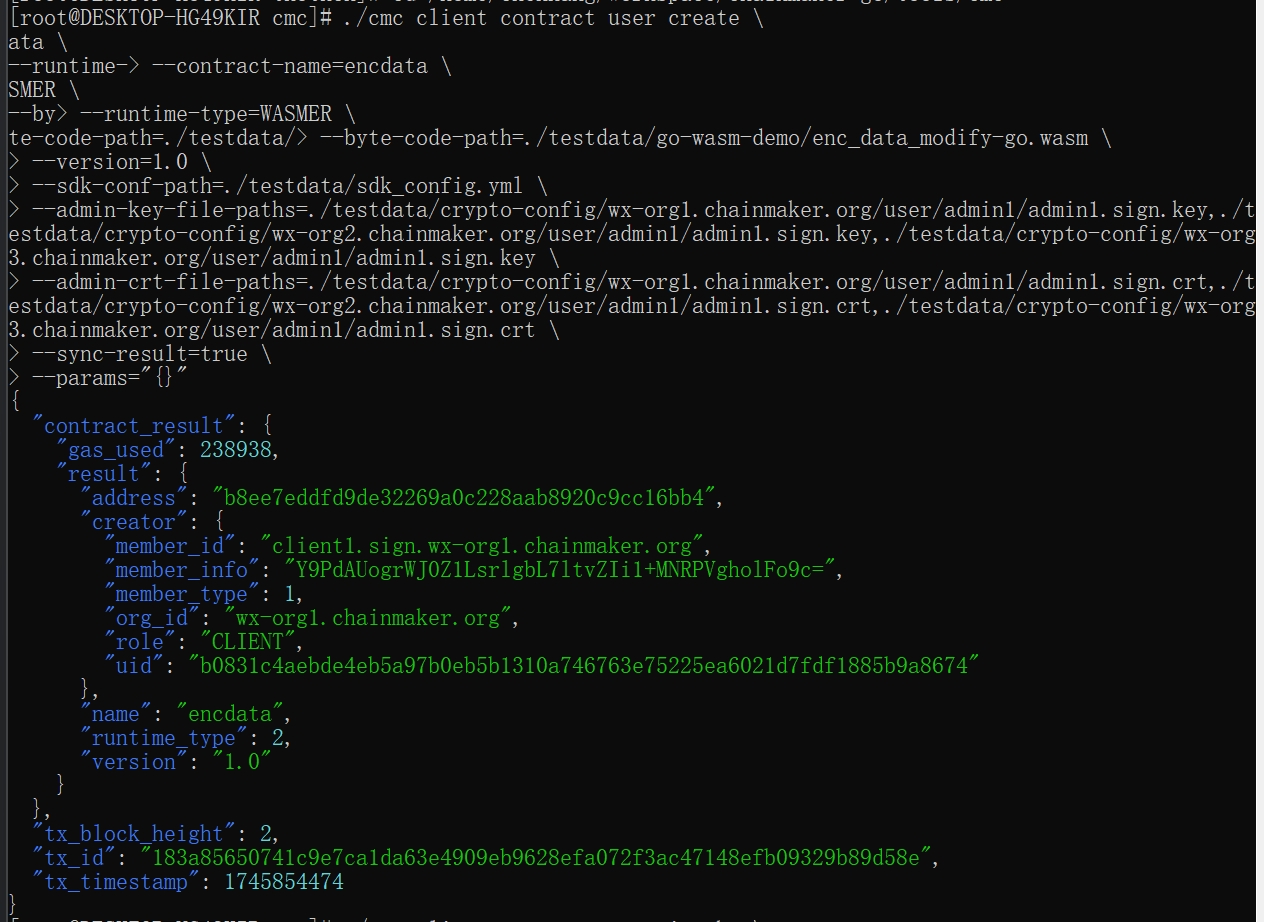 [root@DESKTOP-HG49KIR cmc]# ./cmc client contract user create \
ata \
--runtime-> --contract-name=encdata \
SMER \
--by> --runtime-type=WASMER \
te-code-path=./testdata/> --byte-code-path=./testdata/go-wasm-demo/enc_data_modify-go.wasm \
> --version=1.0 \
> --sdk-conf-path=./testdata/sdk_config.yml \
> --admin-key-file-paths=./testdata/crypto-config/wx-org1.chainmaker.org/user/admin1/admin1.sign.key,./t
estdata/crypto-config/wx-org2.chainmaker.org/user/admin1/admin1.sign.key,./testdata/crypto-config/wx-org
3.chainmaker.org/user/admin1/admin1.sign.key \
> --admin-crt-file-paths=./testdata/crypto-config/wx-org1.chainmaker.org/user/admin1/admin1.sign.crt,./t
estdata/crypto-config/wx-org2.chainmaker.org/user/admin1/admin1.sign.crt,./testdata/crypto-config/wx-org
3.chainmaker.org/user/admin1/admin1.sign.crt \
> --sync-result=true \
> --params="{}"
{
"contract_result": {
"gas_used": 238938,
"result": {
"address": "b8ee7eddfd9de32269a0c228aab8920c9cc16bb4",
"creator": {
"member_id": "client1.sign.wx-org1.chainmaker.org",
"member_info": "Y9PdAUogrWJ0Z1LsrlgbL7ltvZIi1+MNRPVgholFo9c=",
"member_type": 1,
"org_id": "wx-org1.chainmaker.org",
"role": "CLIENT",
"uid": "b0831c4aebde4eb5a97b0eb5b1310a746763e75225ea6021d7fdf1885b9a8674"
},
"name": "encdata",
"runtime_type": 2,
"version": "1.0"
}
},
"tx_block_height": 2,
"tx_id": "183a85650741c9e7ca1da63e4909eb9628efa072f3ac47148efb09329b89d58e",
"tx_timestamp": 1745854474
}